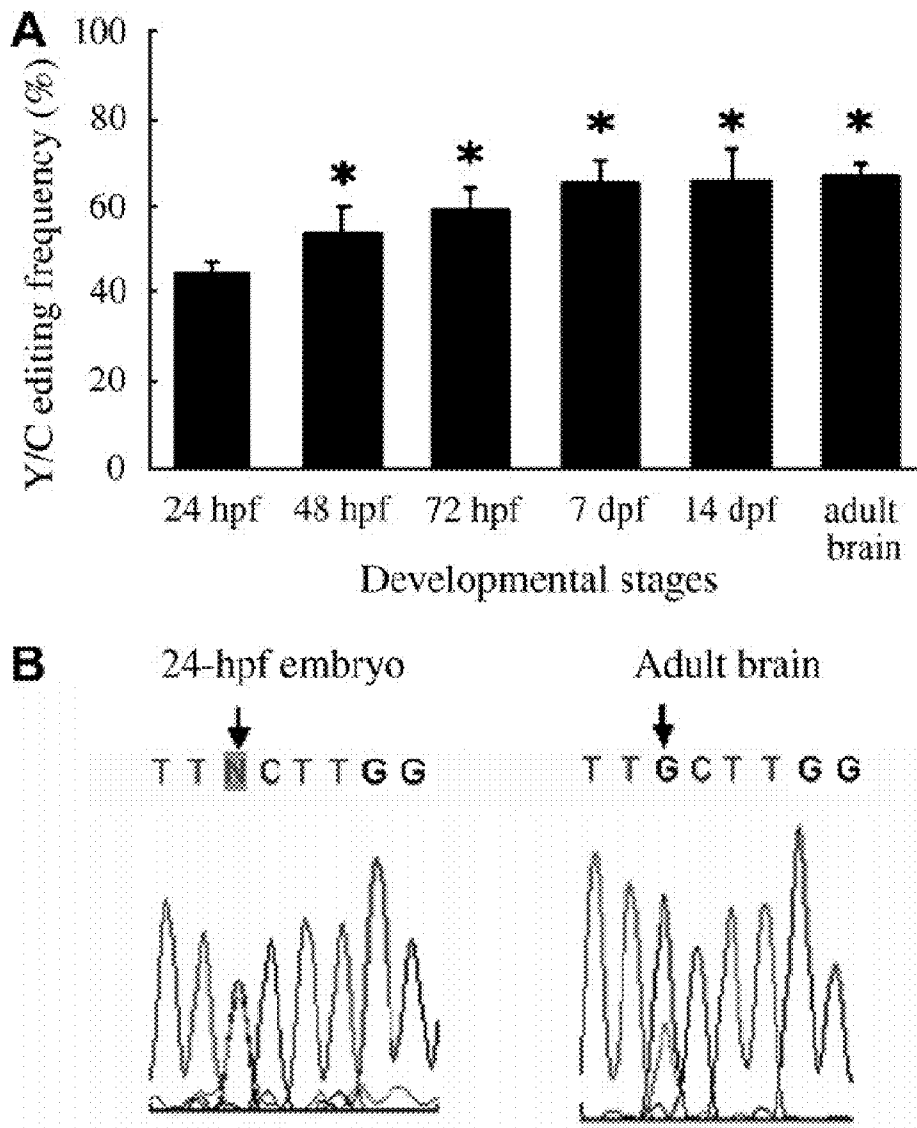 A
Y/C editing frequency (%)
100
80
60
40
20
0
* * * * *
24 hpf 48 hpf 72 hpf 7 dpf 14 dpf adult brain
Developmental stages
B
24-hpf embryo Adult brain
T T N C T T G G T T G C T T G G